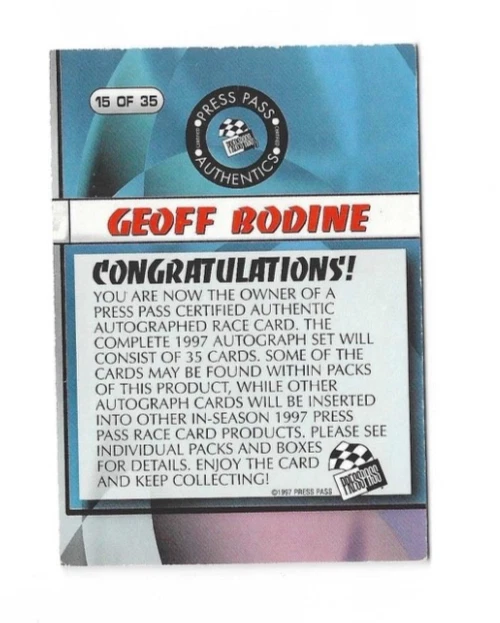 15 OF 35
PRESS PASS
AUTHENTICS
GEOFF BODINE
CONGRATULATIONS!
YOU ARE NOW THE OWNER OF A
PRESS PASS CERTIFIED AUTHENTIC
AUTOGRAPHED RACE CARD. THE
COMPLETE 1997 AUTOGRAPH SET WILL
CONSIST OF 35 CARDS. SOME OF THE
CARDS MAY BE FOUND WITHIN PACKS
OF THIS PRODUCT, WHILE OTHER
AUTOGRAPH CARDS WILL BE INSERTED
INTO OTHER IN-SEASON 1997 PRESS
PASS RACE CARD PRODUCTS. PLEASE SEE
INDIVIDUAL PACKS AND BOXES
FOR DETAILS. ENJOY THE CARD
AND KEEP COLLECTING!
PRESS PASS
©1997 PRESS PASS